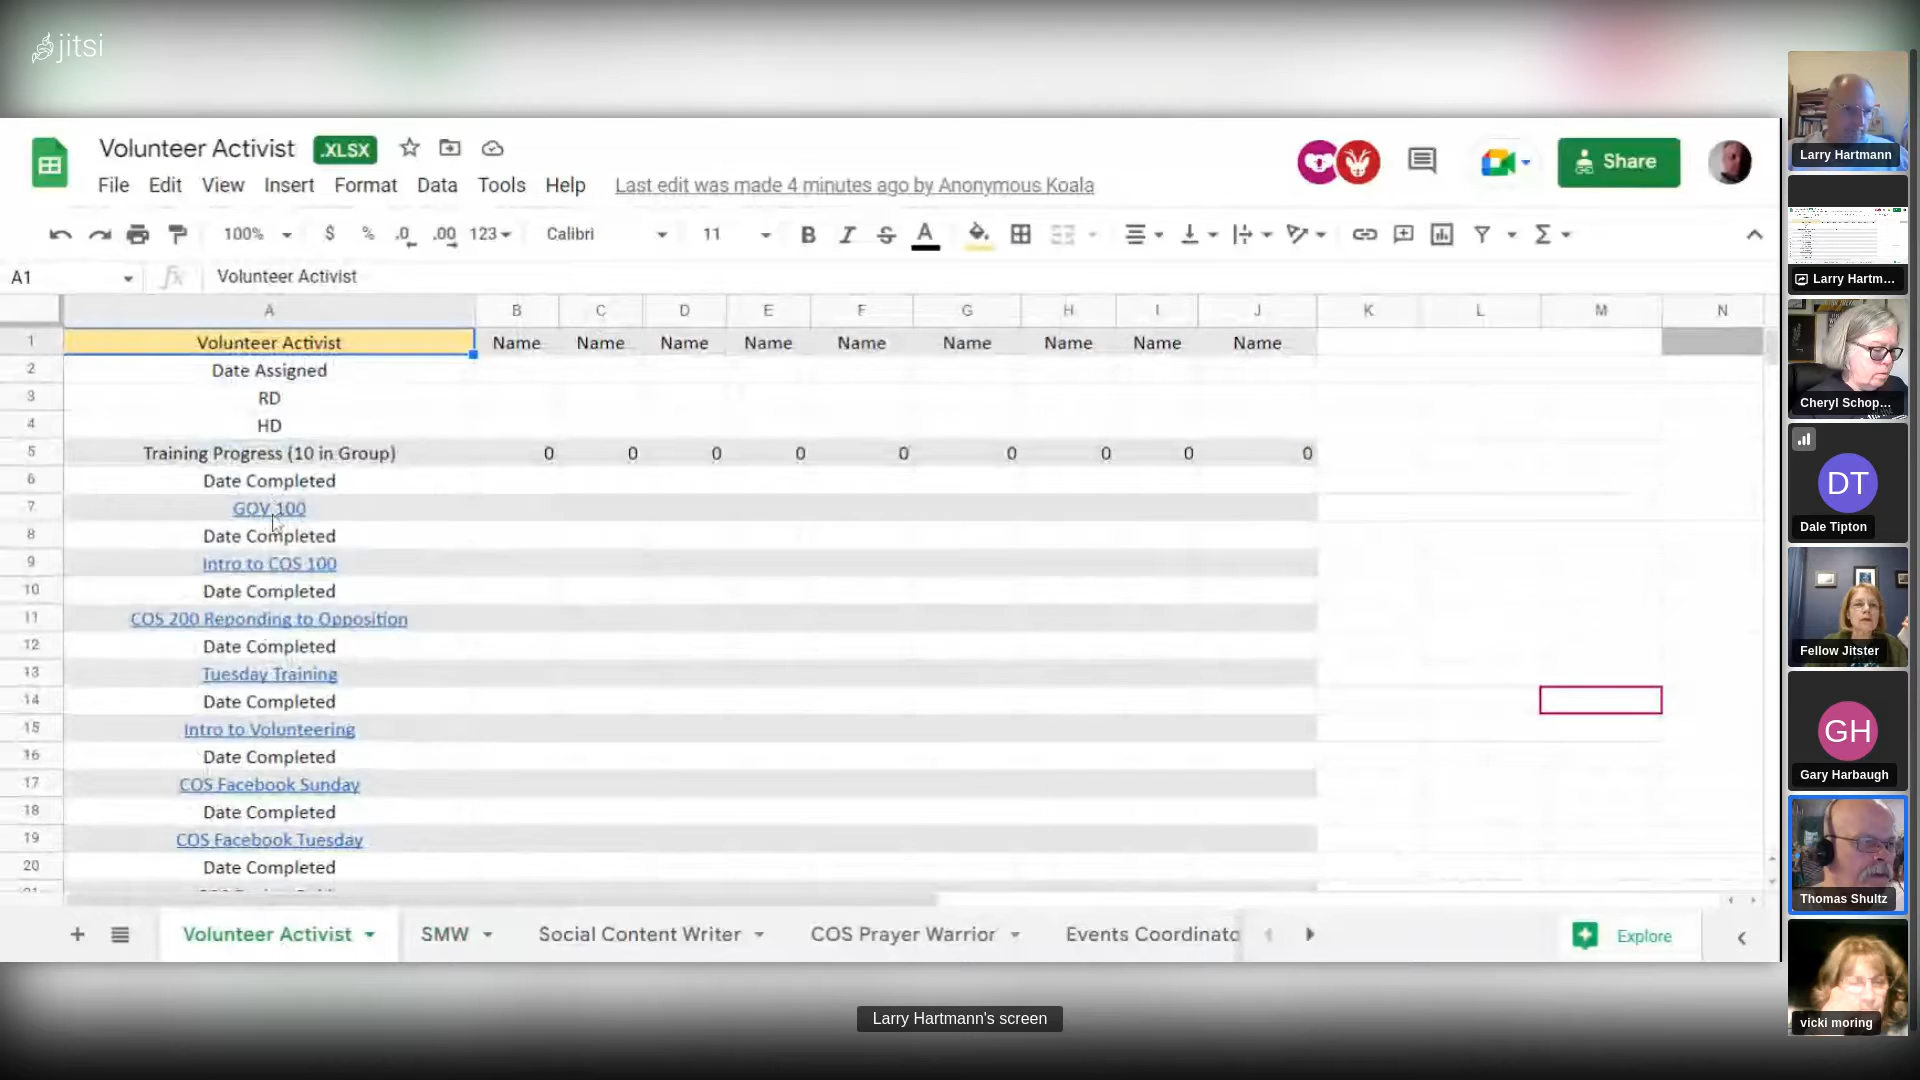 jitsi
Volunteer Activist .XLSX
File Edit View Insert Format Data Tools Help Last edit was made 4 minutes ago by Anonymous Koala
Share
100% $ % .0 .00 123 Calibri 11 B I S A
A1 fx Volunteer Activist
A B C D E F G H I J K L M N
1 Volunteer Activist Name Name Name Name Name Name Name Name Name
2 Date Assigned
3 RD
4 HD
5 Training Progress (10 in Group) 0 0 0 0 0 0 0 0 0
6 Date Completed
7 GOV 100
8 Date Completed
9 Intro to COS 100
10 Date Completed
11 COS 200 Reponding to Opposition
12 Date Completed
13 Tuesday Training
14 Date Completed
15 Intro to Volunteering
16 Date Completed
17 COS Facebook Sunday
18 Date Completed
19 COS Facebook Tuesday
20 Date Completed
Volunteer Activist SMW Social Content Writer COS Prayer Warrior Events Coordinato
Explore
Larry Hartmann's screen
Larry Hartmann
Larry Hartm...
Cheryl Schop...
DT
Dale Tipton
Fellow Jitster
GH
Gary Harbaugh
Thomas Shultz
vicki moring